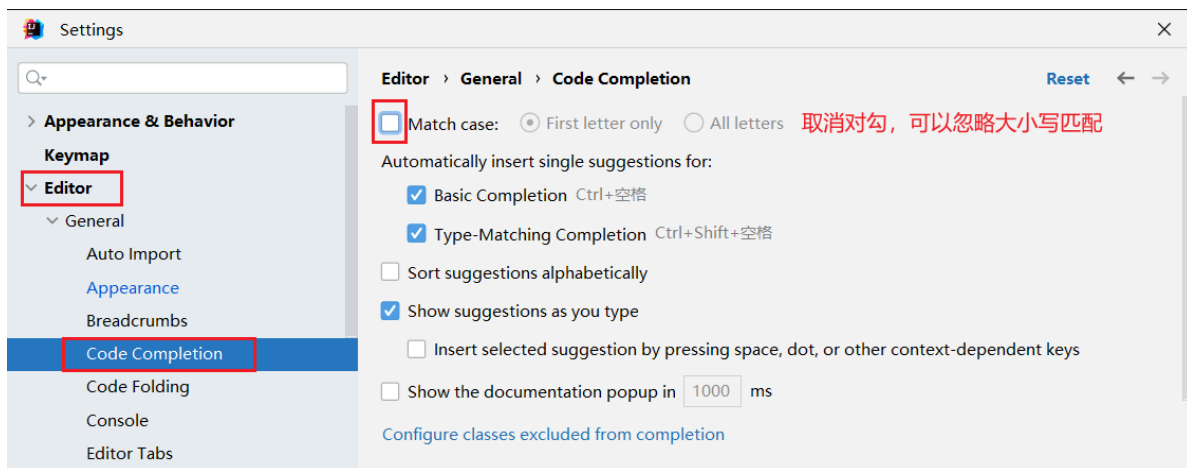 Settings
Editor › General › Code Completion Reset
Appearance & Behavior
Keymap
Editor
General
Auto Import
Appearance
Breadcrumbs
Code Completion
Code Folding
Console
Editor Tabs
Match case: First letter only All letters 取消对勾，可以忽略大小写匹配
Automatically insert single suggestions for:
Basic Completion Ctrl+空格
Type-Matching Completion Ctrl+Shift+空格
Sort suggestions alphabetically
Show suggestions as you type
Insert selected suggestion by pressing space, dot, or other context-dependent keys
Show the documentation popup in 1000 ms
Configure classes excluded from completion